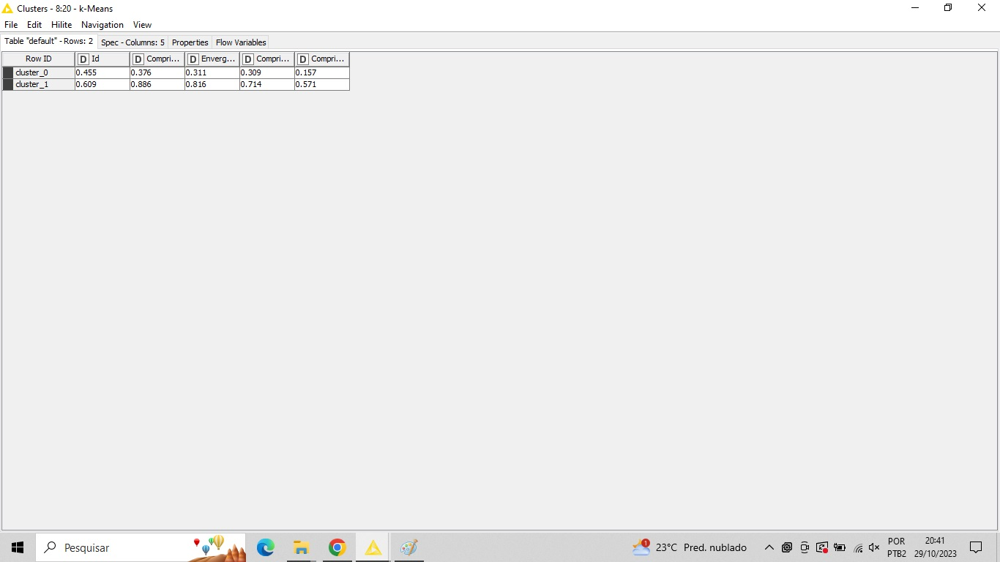 Clusters - 8:20 - k-Means
File Edit Hilite Navigation View
Table "default" - Rows: 2 Spec - Columns: 5 Properties Flow Variables
Row ID D Id D Compri... D Enverg... D Compri... D Compri...
cluster_0 0.455 0.376 0.311 0.309 0.157
cluster_1 0.609 0.886 0.816 0.714 0.571
Pesquisar 1 23°C Pred. nublado POR 20:41
PTB2 29/10/2023